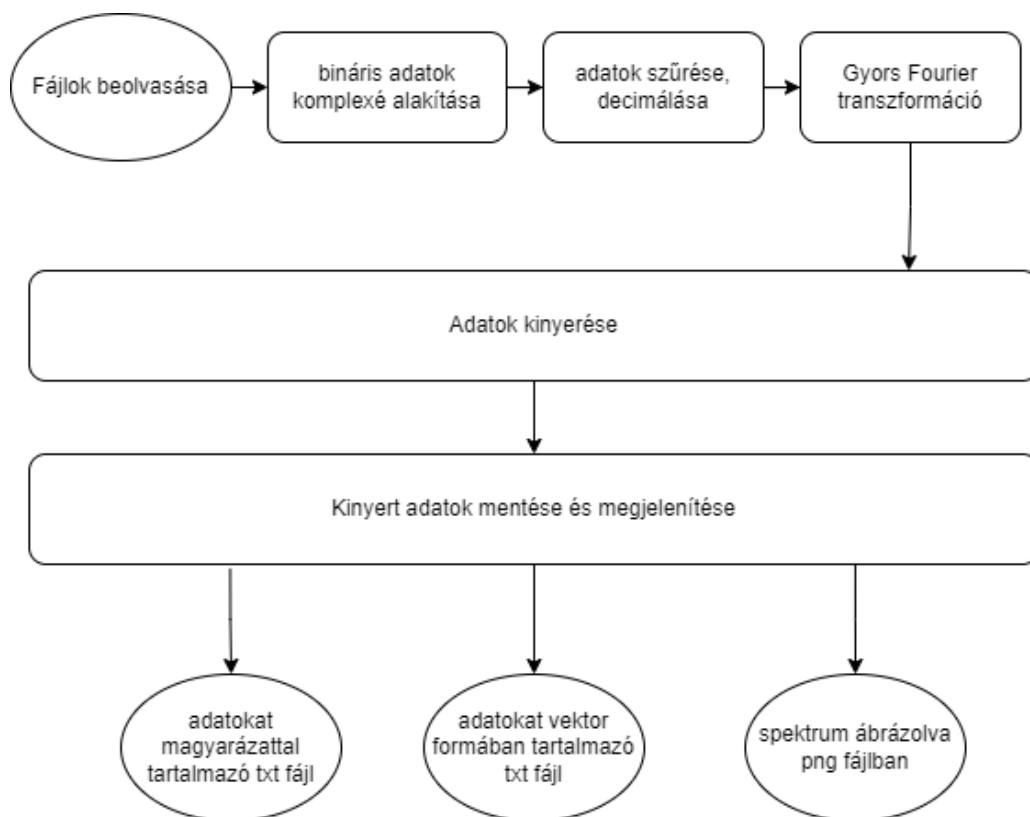 Fájlok beolvasása
bináris adatok
komplexé alakítása
adatok szűrése,
decimálása
Gyors Fourier
transzformáció
Adatok kinyerése
Kinyert adatok mentése és megjelenítése
adatokat
magyarázattal
tartalmazó txt fájl
adatokat vektor
formában tartalmazó
txt fájl
spektrum ábrázolva
png fájlban